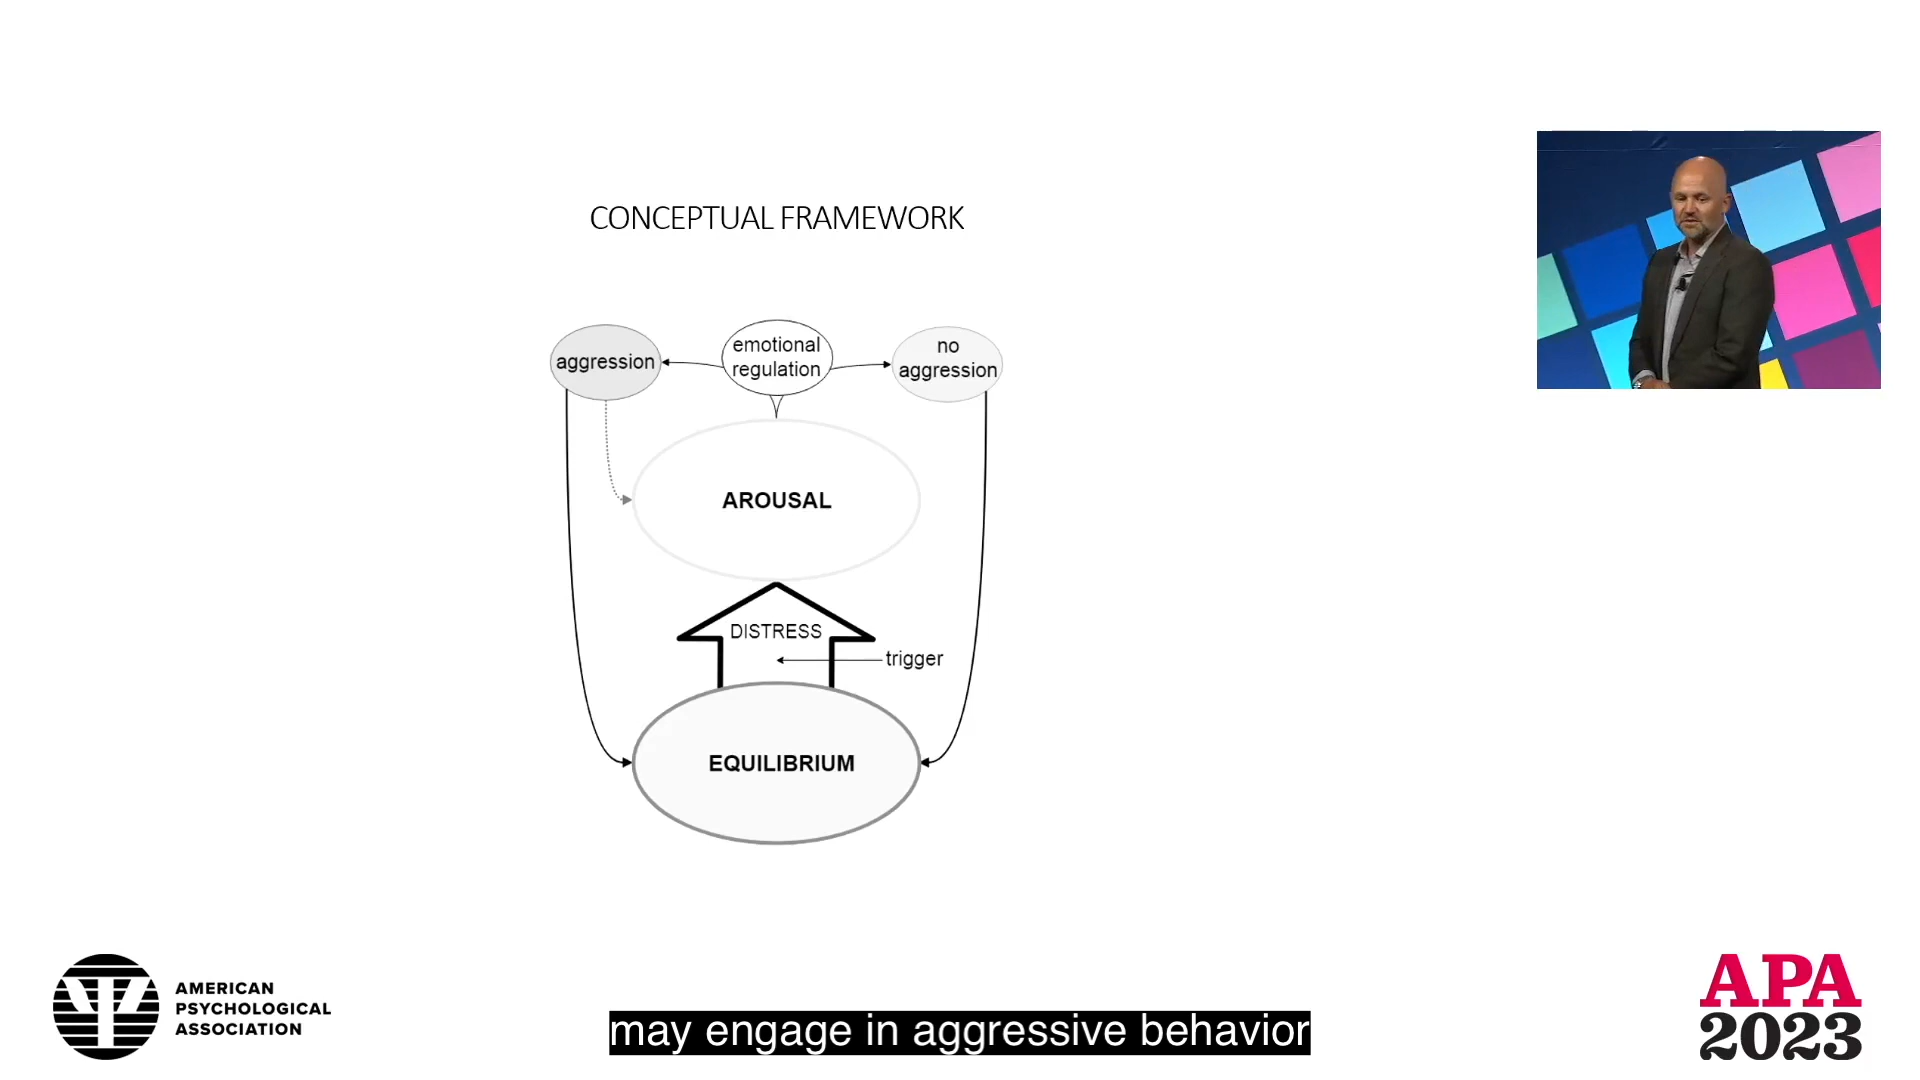 CONCEPTUAL FRAMEWORK
aggression
emotional
regulation
no
aggression
AROUSAL
DISTRESS
trigger
EQUILIBRIUM
AMERICAN
PSYCHOLOGICAL
ASSOCIATION
may engage in aggressive behavior
APA
2023